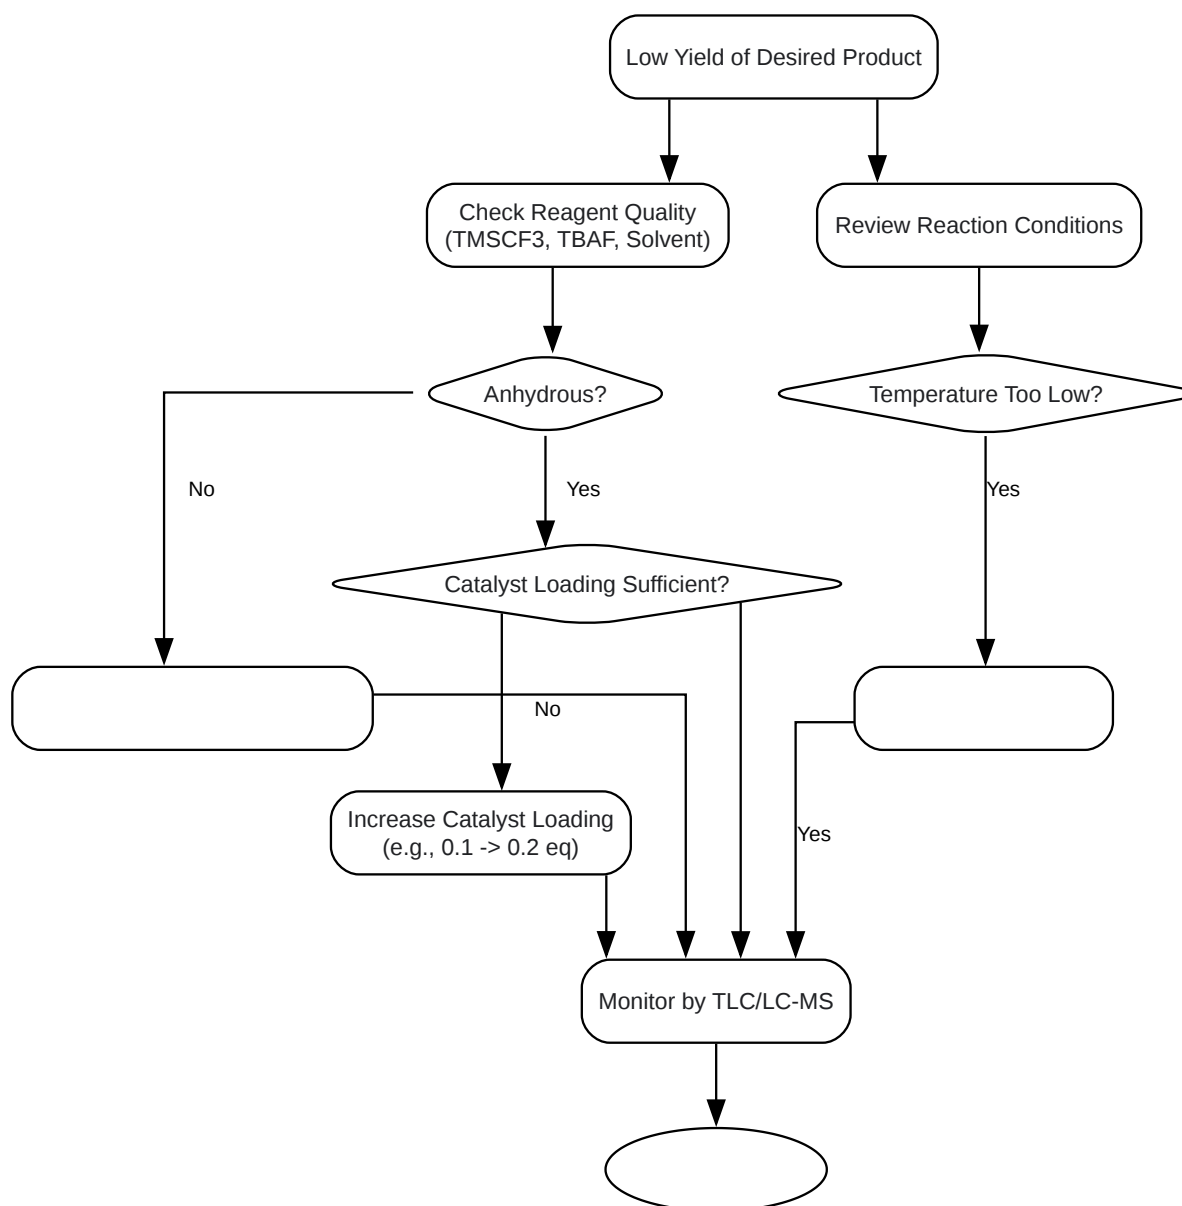 Low Yield of Desired Product
Check Reagent Quality
(TMSCF3, TBAF, Solvent)
Review Reaction Conditions
Anhydrous?
Temperature Too Low?
No
Yes
Yes
Catalyst Loading Sufficient?
No
Increase Catalyst Loading
(e.g., 0.1 -> 0.2 eq)
Yes
Monitor by TLC/LC-MS